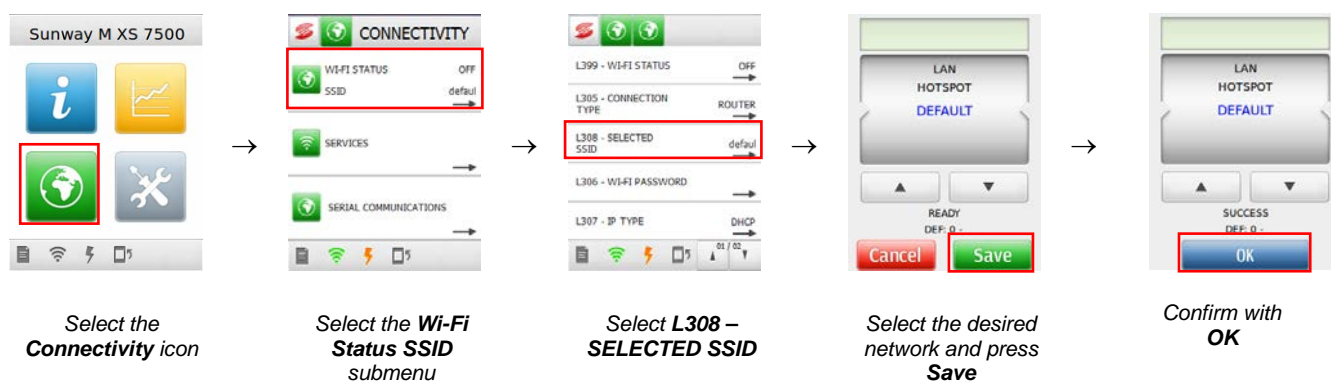 Sunway M XS 7500
i
→
CONNECTIVITY
WI-FI STATUS OFF
SSID defaul
SERVICES
SERIAL COMMUNICATIONS
→
L399 - WI-FI STATUS OFF
L305 - CONNECTION
TYPE ROUTER
L308 - SELECTED
SSID defaul
L306 - WI-FI PASSWORD
L307 - IP TYPE DHCP
01 / 02
→
LAN
HOTSPOT
DEFAULT
READY
DEF: 0 -
Cancel Save
→
LAN
HOTSPOT
DEFAULT
SUCCESS
DEF: 0 -
OK
Select the
Connectivity icon
Select the Wi-Fi
Status SSID
submenu
Select L308 –
SELECTED SSID
Select the desired
network and press
Save
Confirm with
OK